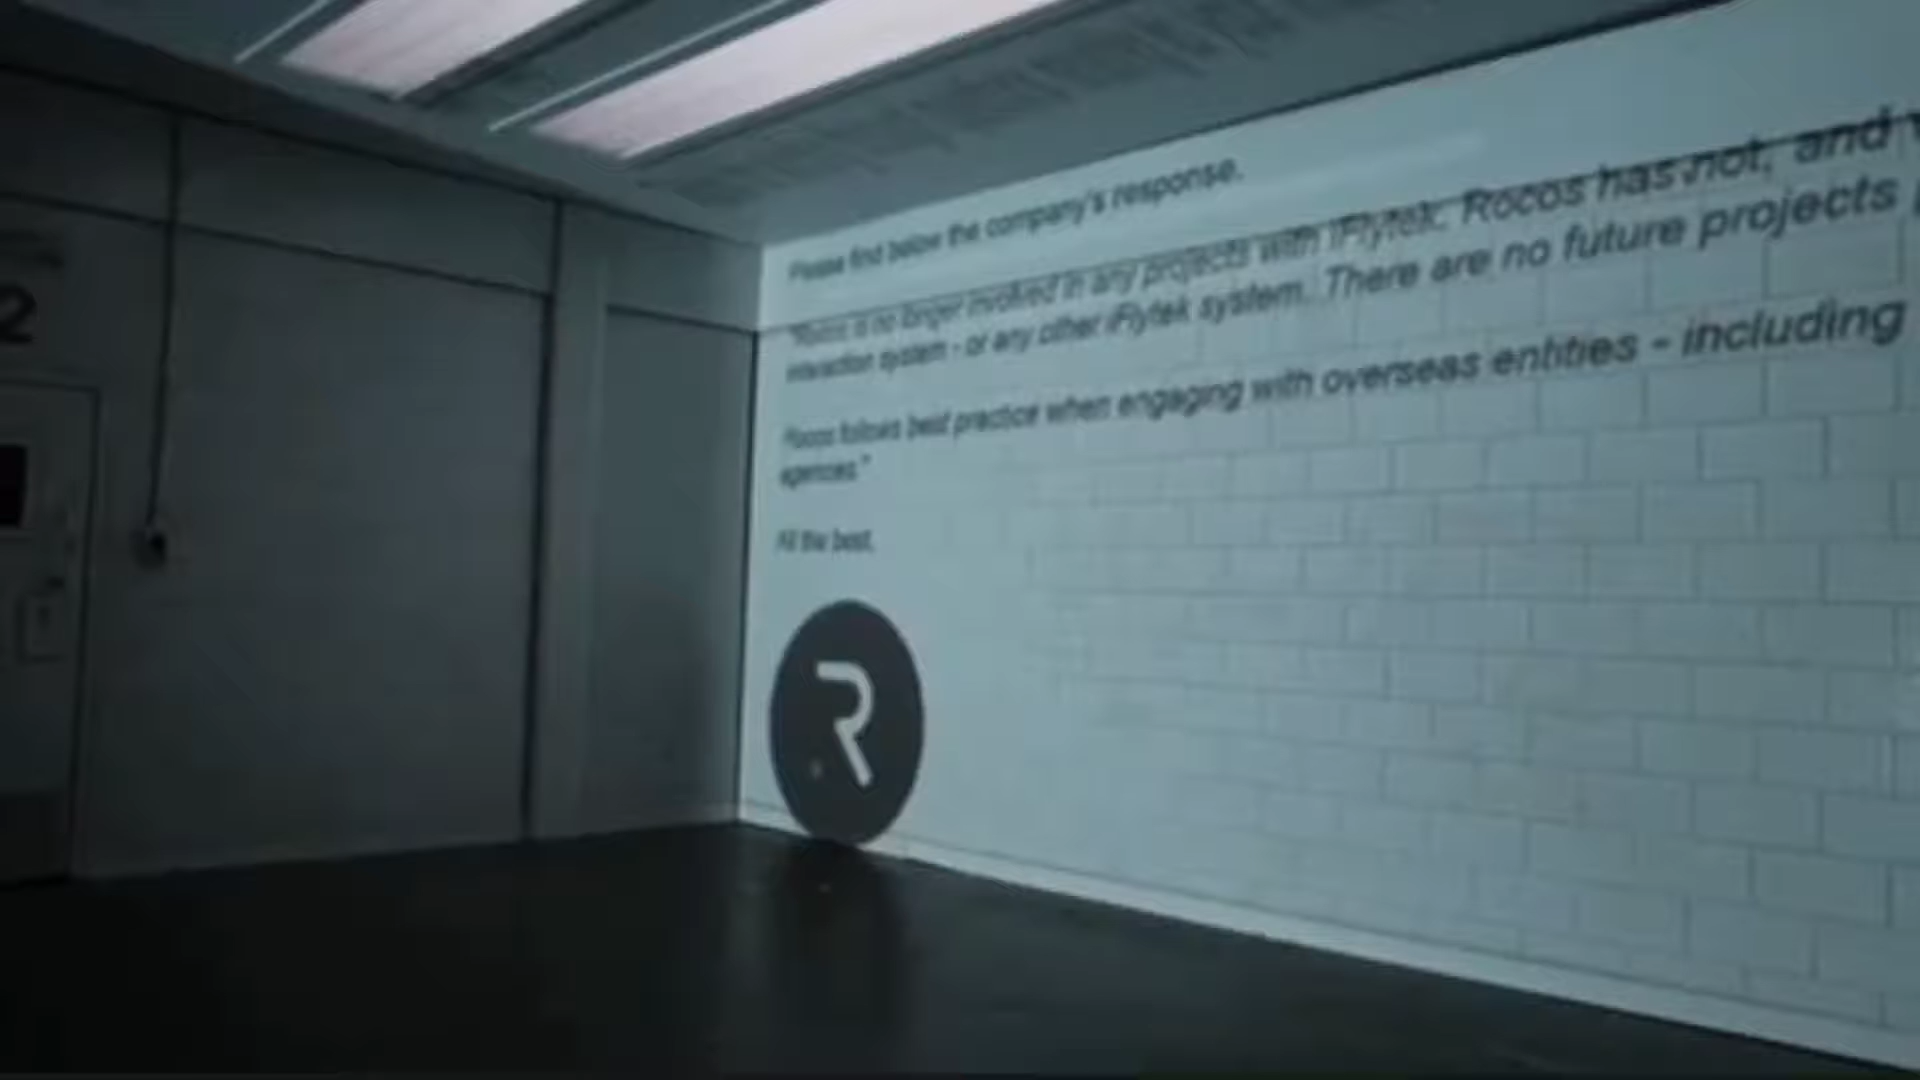 2
Please find below the company's response.
"Rocos is no longer involved in any projects with iFlytek. Rocos has not, and
interaction system - or any other iFlytek system. There are no future projects
Rocos follows best practice when engaging with overseas entities - including
agencies."
All the best,
R